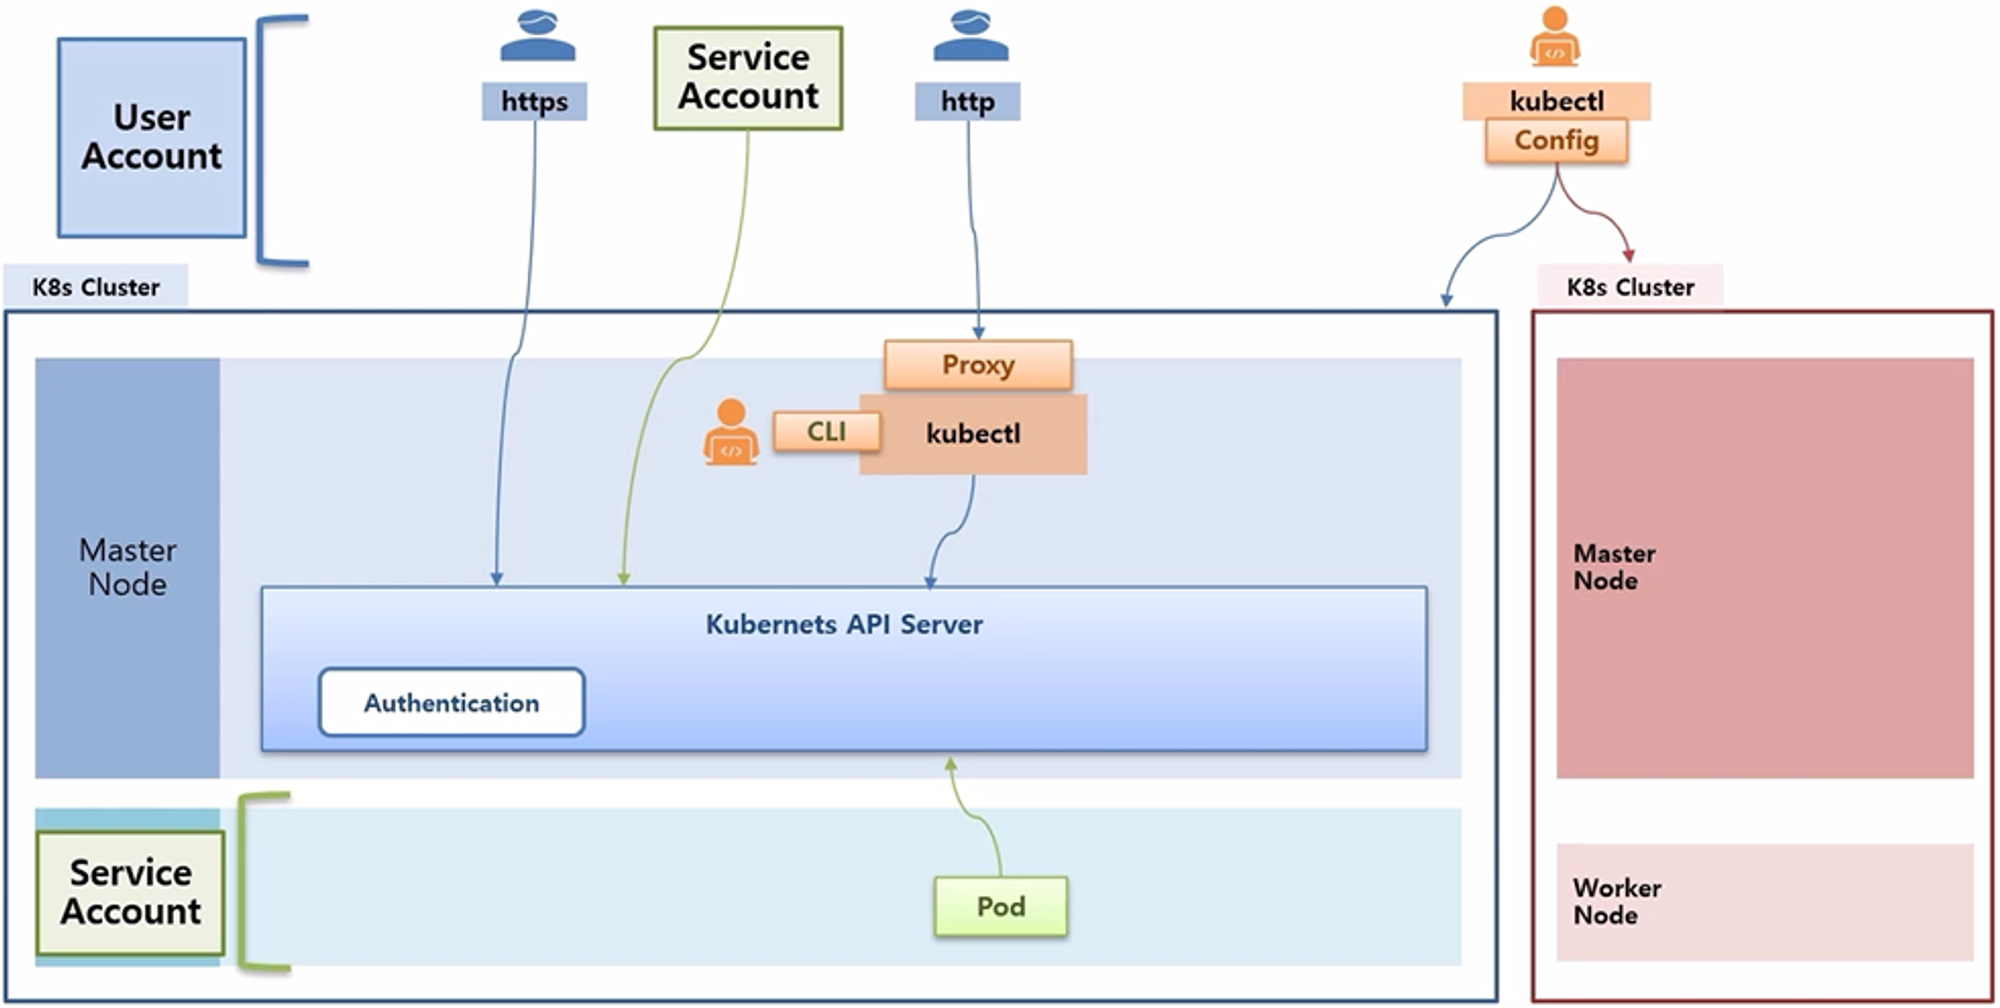 User
Account
https
Service
Account
http
kubectl
Config
K8s Cluster
K8s Cluster
Proxy
CLI
kubectl
Master
Node
Kubernets API Server
Authentication
Master
Node
Service
Account
Pod
Worker
Node